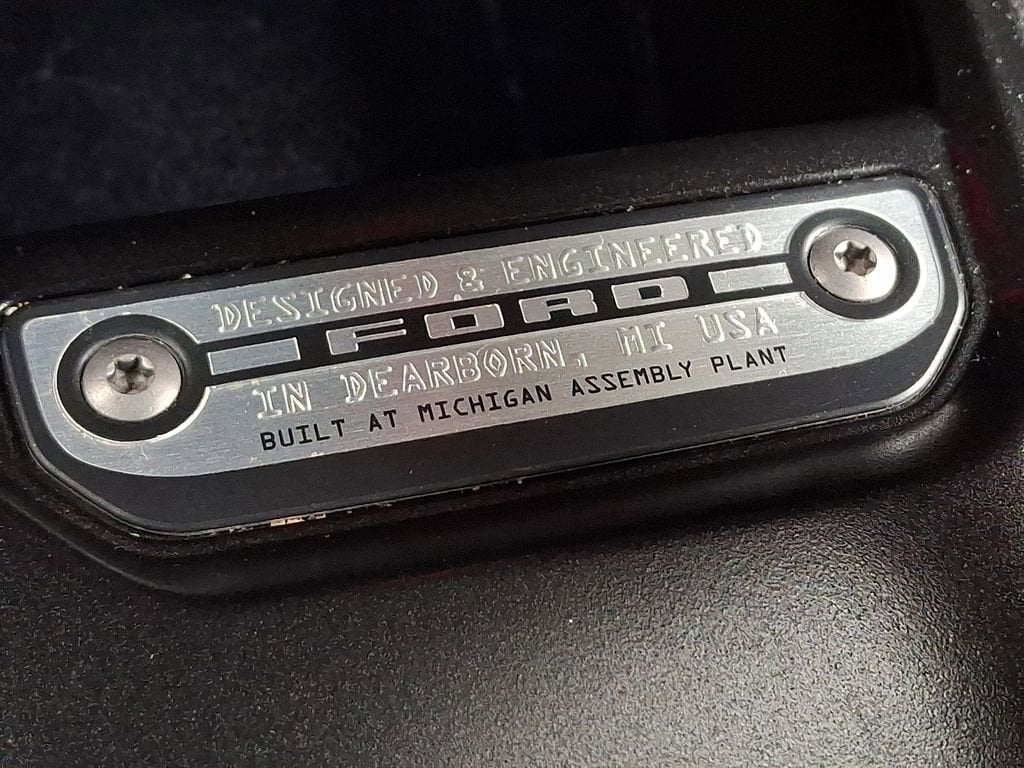 DESIGNED & ENGINEERED
FORD
IN DEARBORN, MI USA
BUILT AT MICHIGAN ASSEMBLY PLANT